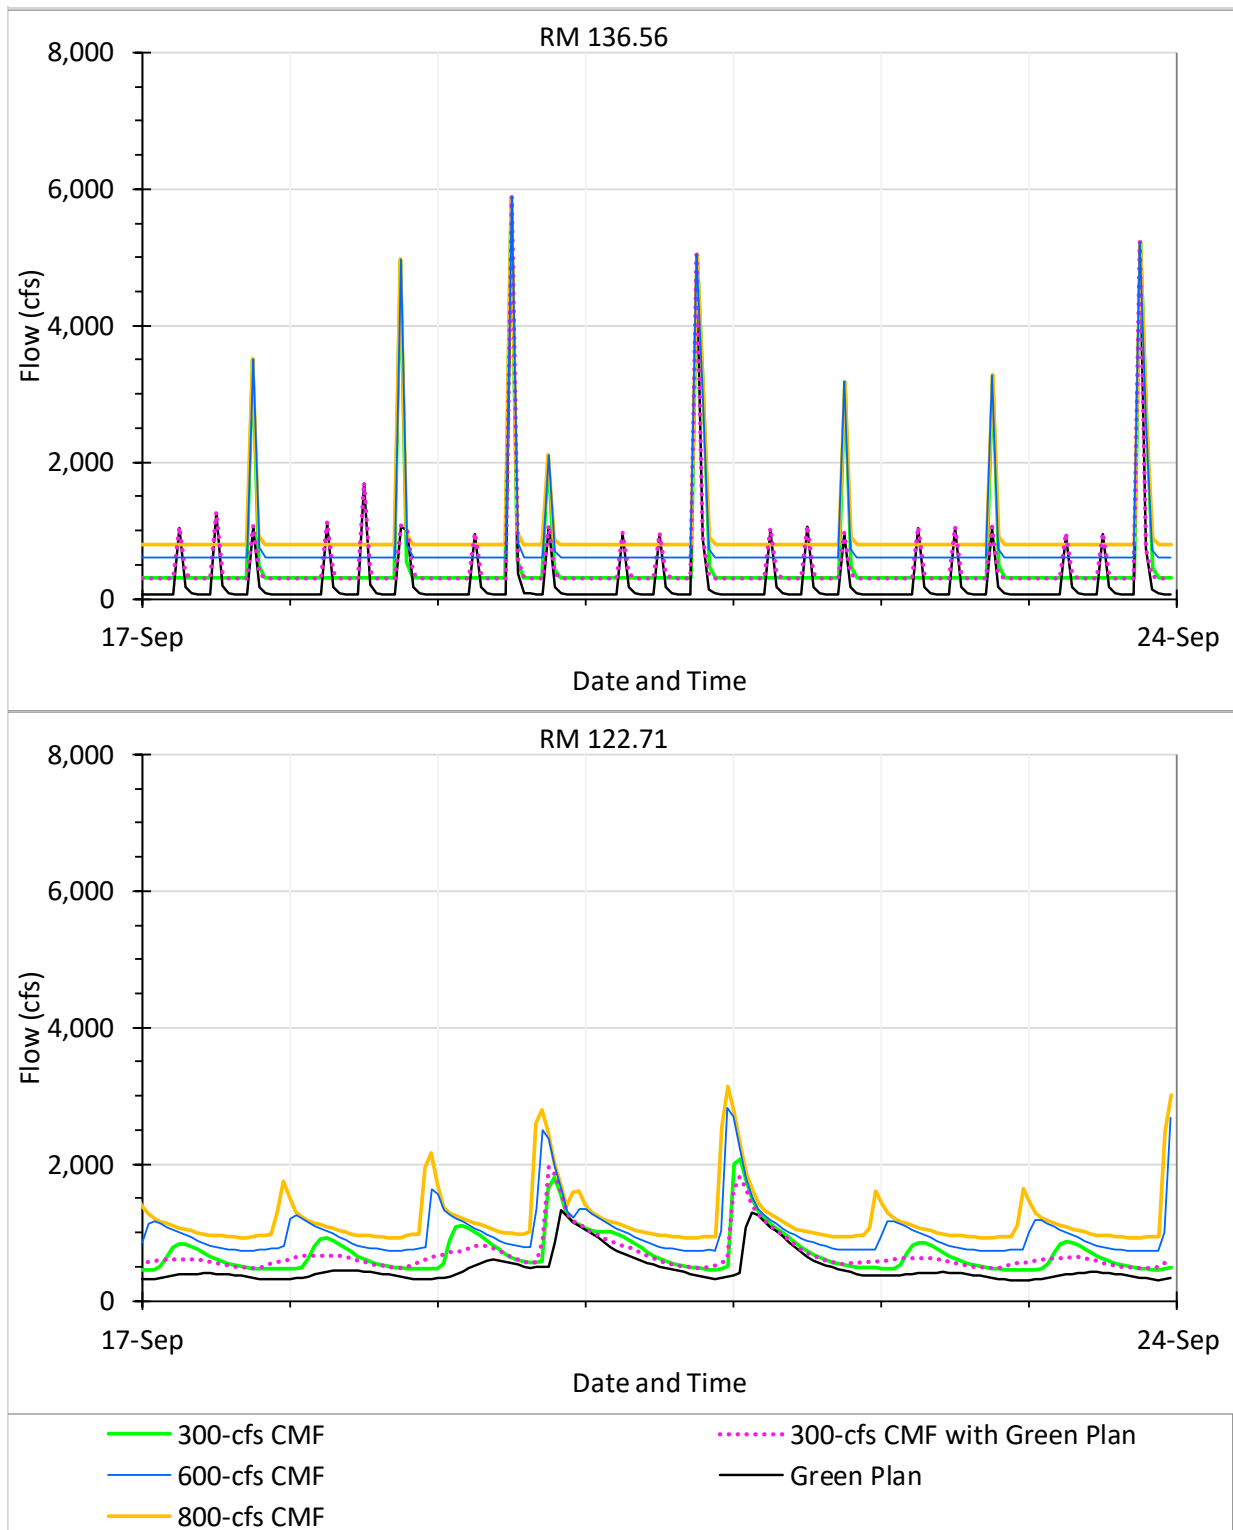 RM 136.56
8,000
6,000
4,000
2,000
0
Flow (cfs)
17-Sep
24-Sep
Date and Time
RM 122.71
8,000
6,000
4,000
2,000
0
Flow (cfs)
17-Sep
24-Sep
Date and Time
300-cfs CMF
300-cfs CMF with Green Plan
600-cfs CMF
Green Plan
800-cfs CMF